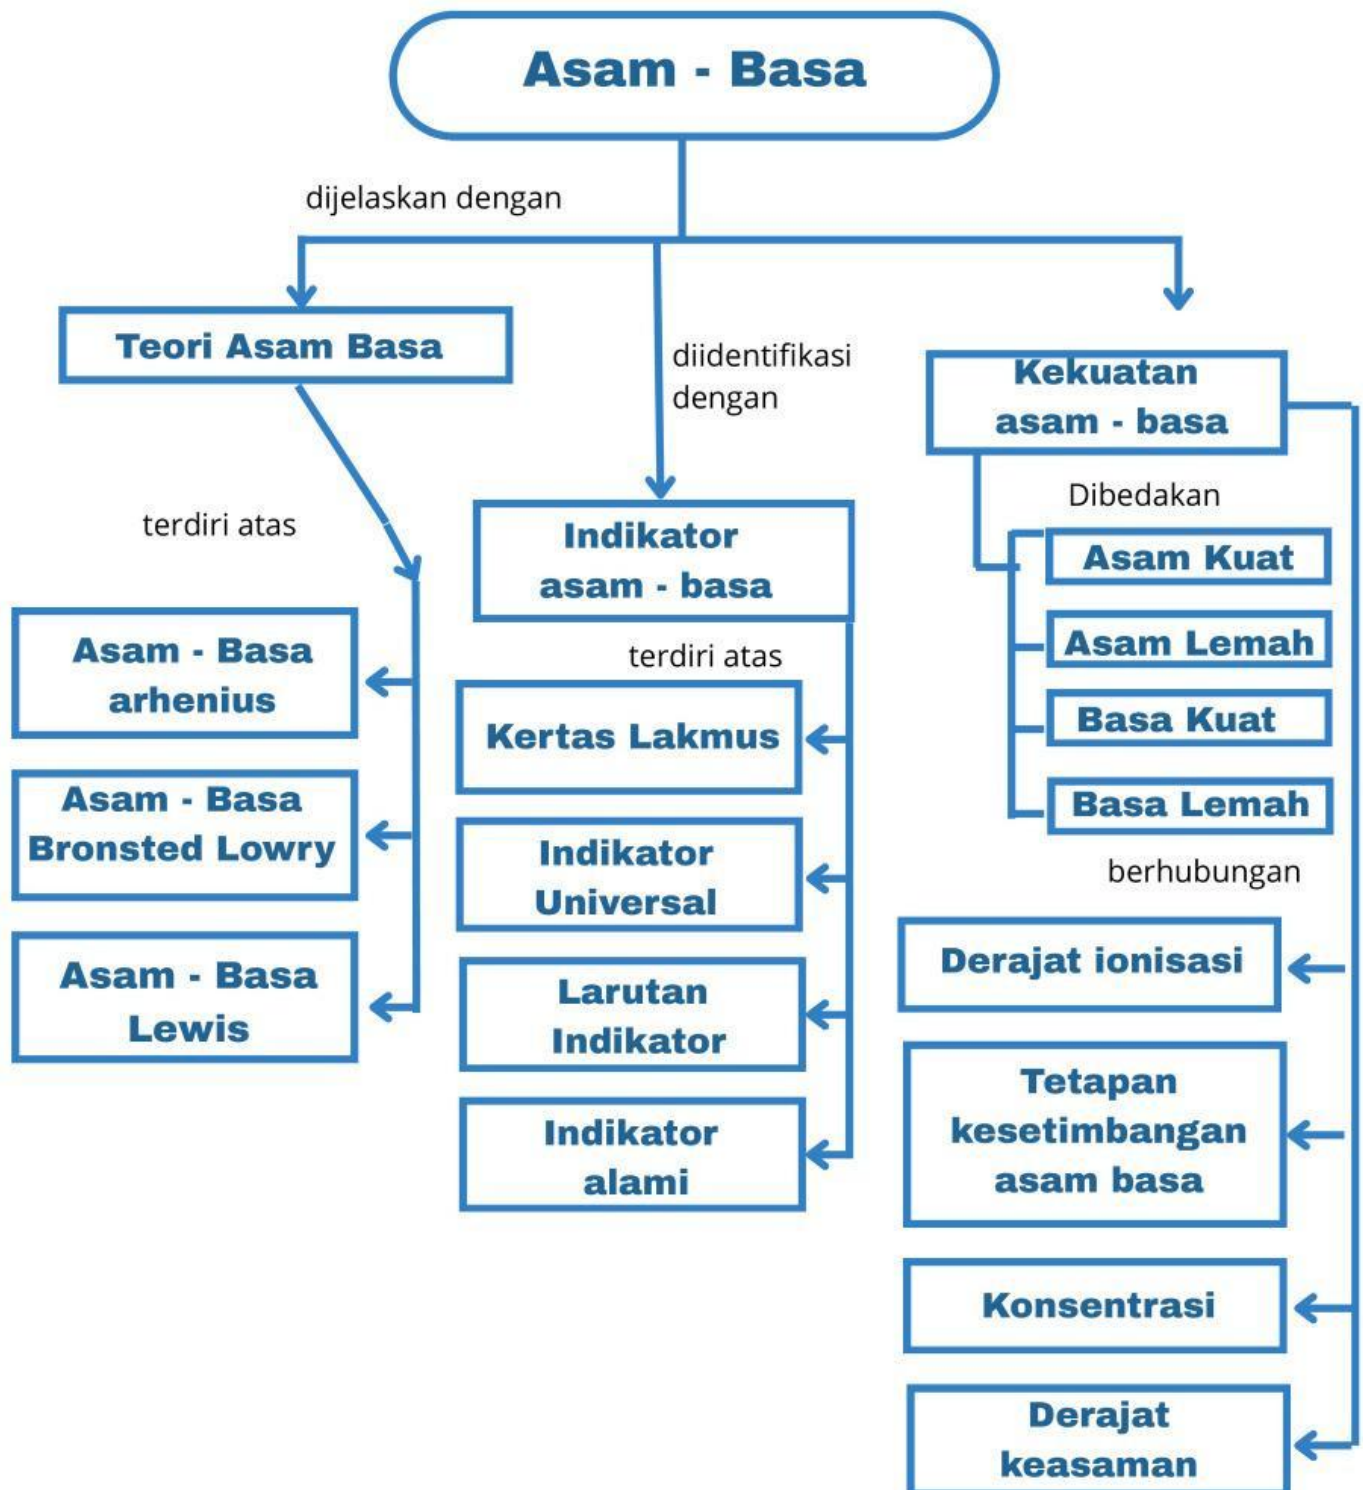 Asam - Basa
dijelaskan dengan
Teori Asam Basa
terdiri atas
Asam - Basa
arhenius
Asam - Basa
Bronsted Lowry
Asam - Basa
Lewis
diidentifikasi
dengan
Indikator
asam - basa
terdiri atas
Kertas Lakmus
Indikator
Universal
Larutan
Indikator
Indikator
alami
Kekuatan
asam - basa
Dibedakan
Asam Kuat
Asam Lemah
Basa Kuat
Basa Lemah
berhubungan
Derajat ionisasi
Tetapan
kesetimbangan
asam basa
Konsentrasi
Derajat
keasaman